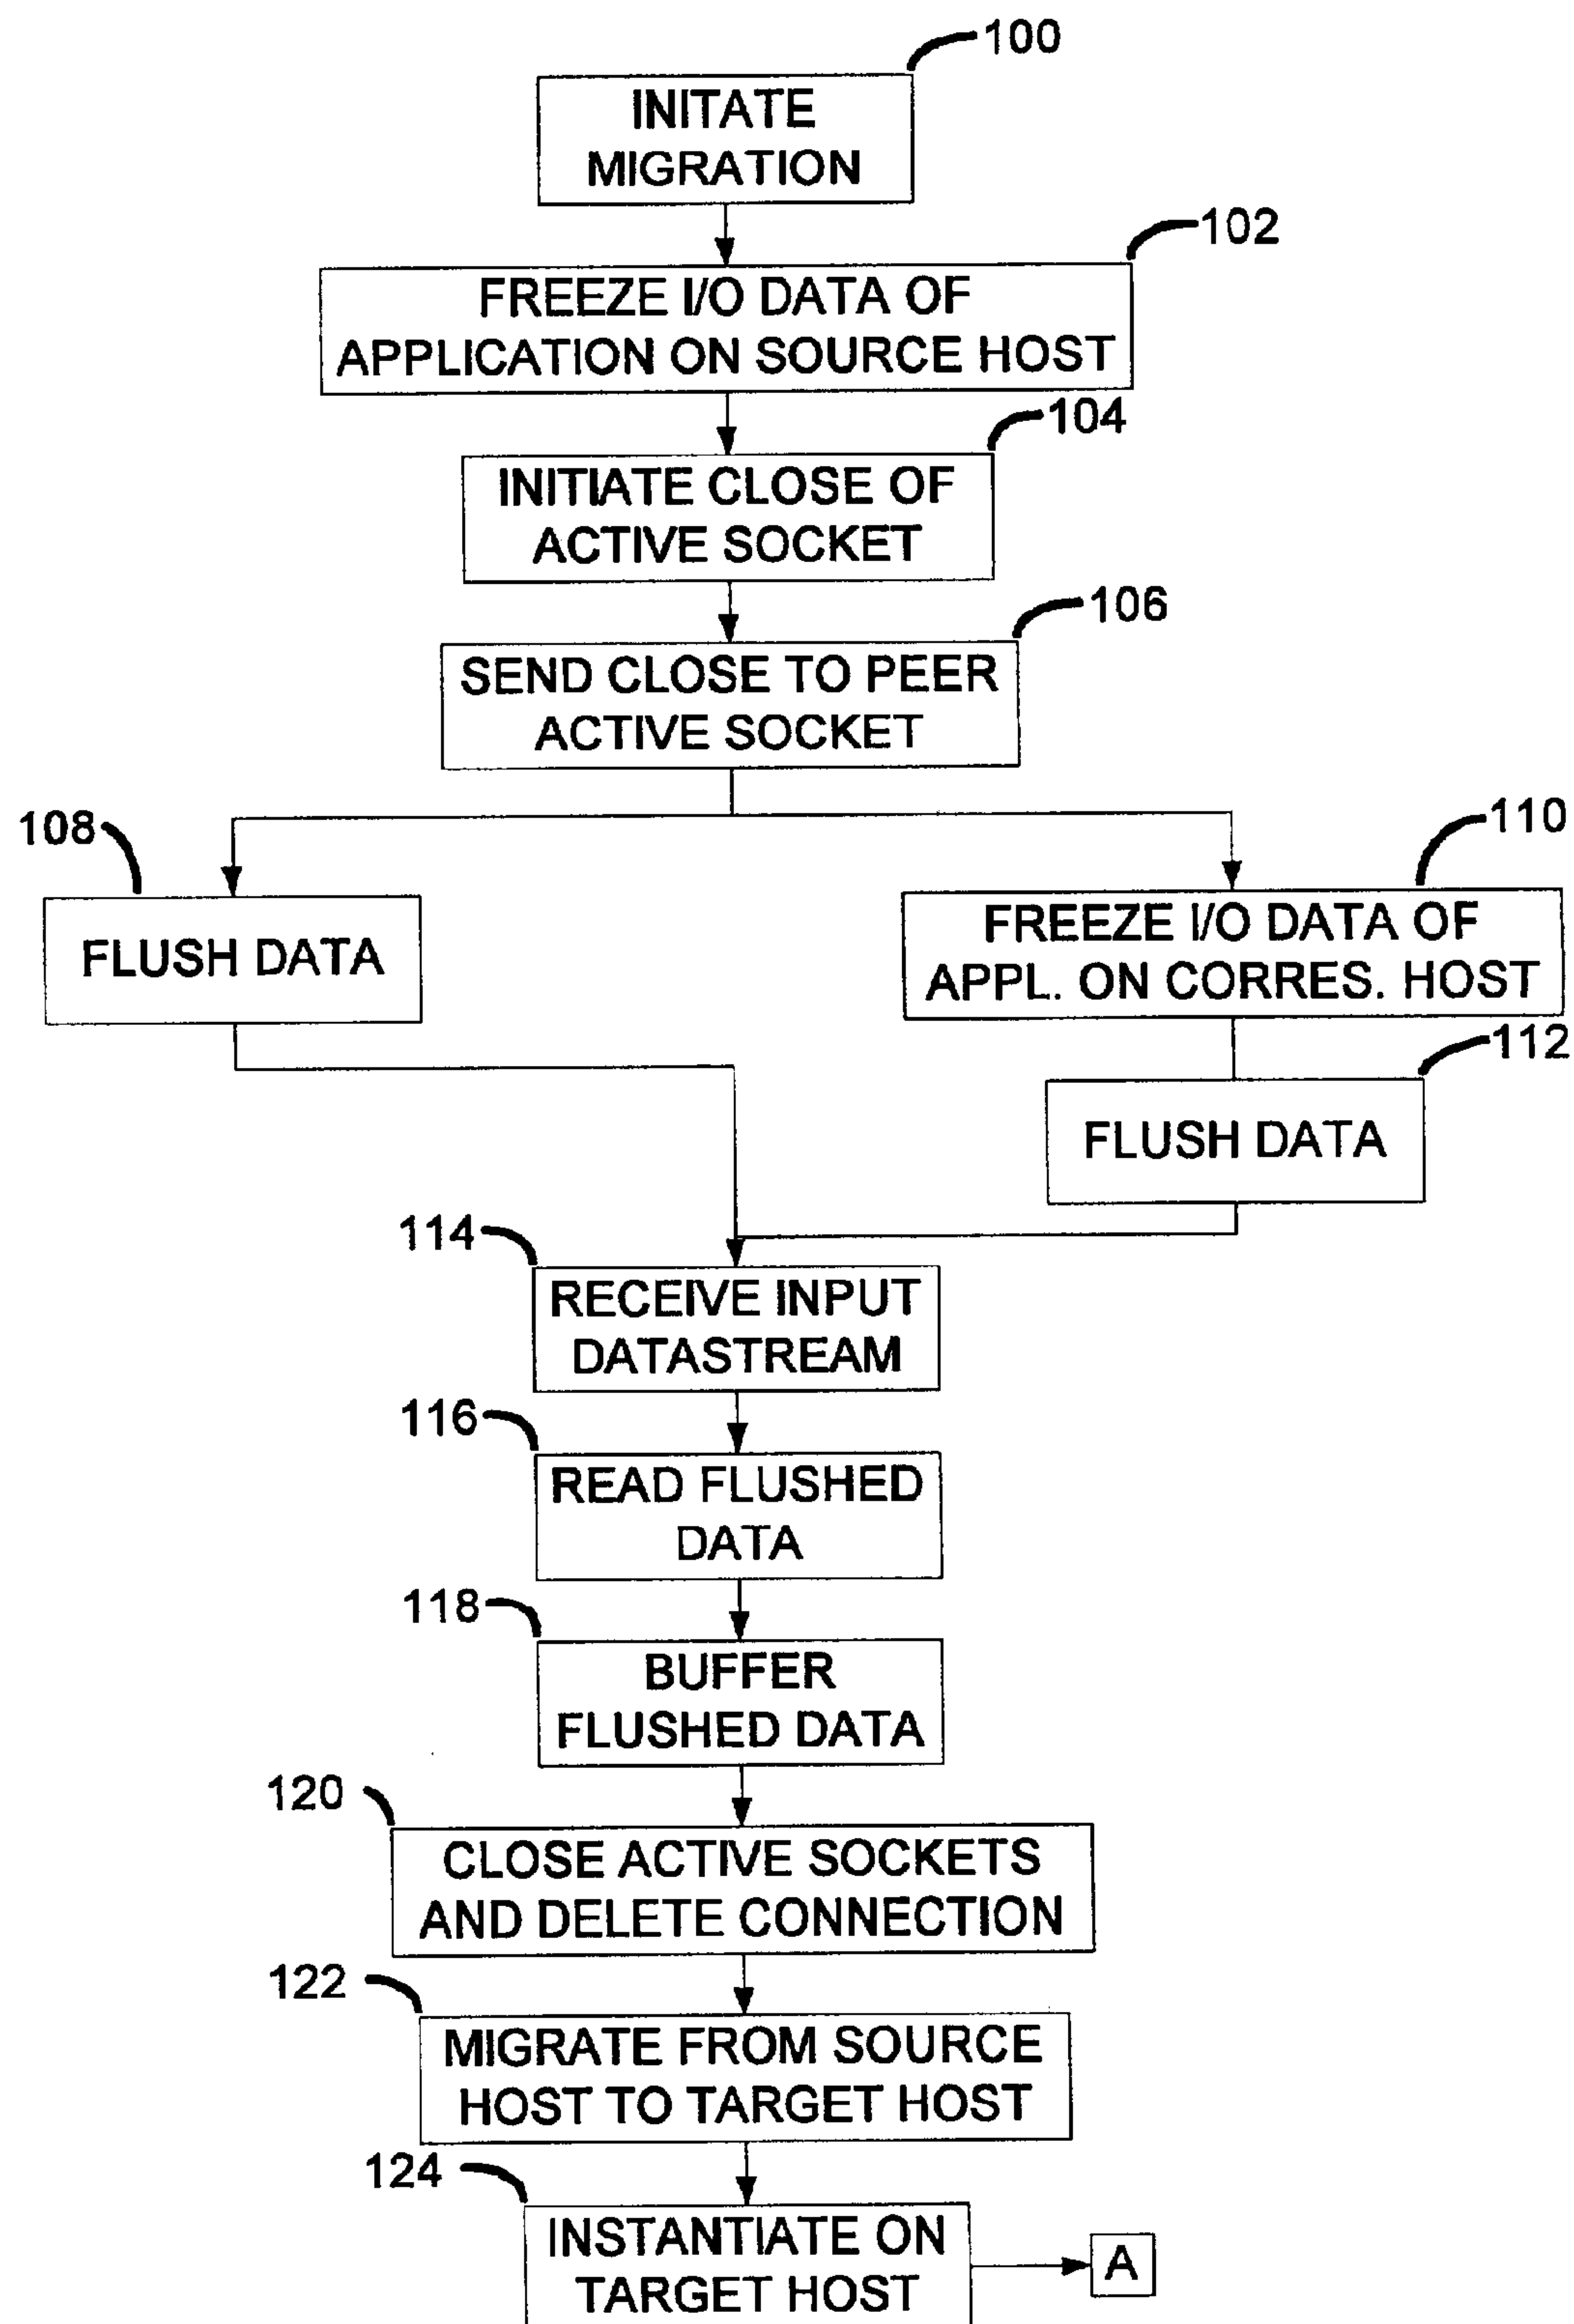 100
INITATE
MIGRATION
102
FREEZE I/O DATA OF
APPLICATION ON SOURCE HOST
104
INITIATE CLOSE OF
ACTIVE SOCKET
106
SEND CLOSE TO PEER
ACTIVE SOCKET
108
FLUSH DATA
110
FREEZE I/O DATA OF
APPL. ON CORRES. HOST
112
FLUSH DATA
114
RECEIVE INPUT
DATASTREAM
116
READ FLUSHED
DATA
118
BUFFER
FLUSHED DATA
120
CLOSE ACTIVE SOCKETS
AND DELETE CONNECTION
122
MIGRATE FROM SOURCE
HOST TO TARGET HOST
124
INSTANTIATE ON
TARGET HOST
A